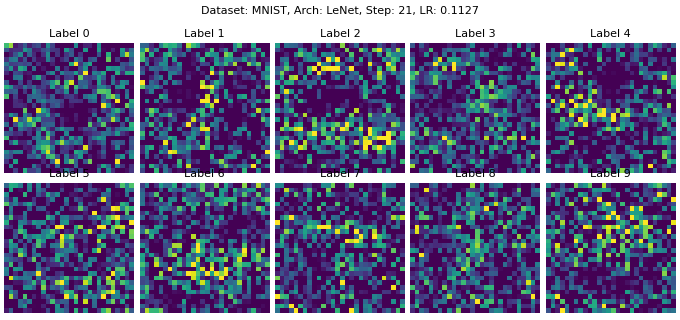 Dataset: MNIST, Arch: LeNet, Step: 21, LR: 0.1127
Label 0 Label 1 Label 2 Label 3 Label 4
Label 5 Label 6 Label 7 Label 8 Label 9